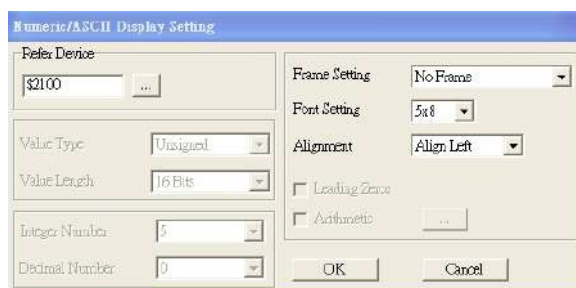 Numeric/ASCII Display Setting
Refer Device
$2100
...
Value Type
Unsigned
Value Length
16 Bits
Integer Number
5
Decimal Number
0
Frame Setting
No Frame
Font Setting
5x8
Alignment
Align Left
Leading Zeros
Arithmetic
...
OK
Cancel